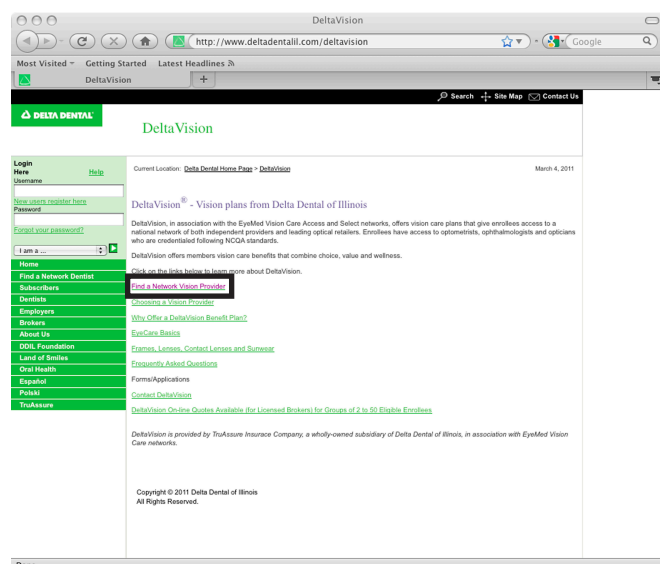 DeltaVision
http://www.deltadentalil.com/deltavision
Google
Most Visited Getting Started Latest Headlines
DeltaVision
Search Site Map Contact Us
DELTA DENTAL
DeltaVision
Login
Here Help
Username
New users register here
Password
Forgot your password?
I am a ...
Home
Find a Network Dentist
Subscribers
Dentists
Employers
Brokers
About Us
DDIL Foundation
Land of Smiles
Oral Health
Español
Polski
TruAssure
Current Location: Delta Dental Home Page > DeltaVision March 4, 2011
DeltaVision® - Vision plans from Delta Dental of Illinois
DeltaVision, in association with the EyeMed Vision Care Access and Select networks, offers vision care plans that give enrollees access to a
national network of both independent providers and leading optical retailers. Enrollees have access to optometrists, ophthalmologists and opticians
who are credentialed following NCQA standards.
DeltaVision offers members vision care benefits that combine choice, value and wellness.
Click on the links below to learn more about DeltaVision.
Find a Network Vision Provider
Choosing a Vision Provider
Why Offer a DeltaVision Benefit Plan?
EyeCare Basics
Frames, Lenses, Contact Lenses and Sunwear
Frequently Asked Questions
Forms/Applications
Contact DeltaVision
DeltaVision On-line Quotes Available (for Licensed Brokers) for Groups of 2 to 50 Eligible Enrollees
DeltaVision is provided by TruAssure Insurace Company, a wholly-owned subsidiary of Delta Dental of Illinois, in association with EyeMed Vision
Care networks.
Copyright © 2011 Delta Dental of Illinois
All Rights Reserved.